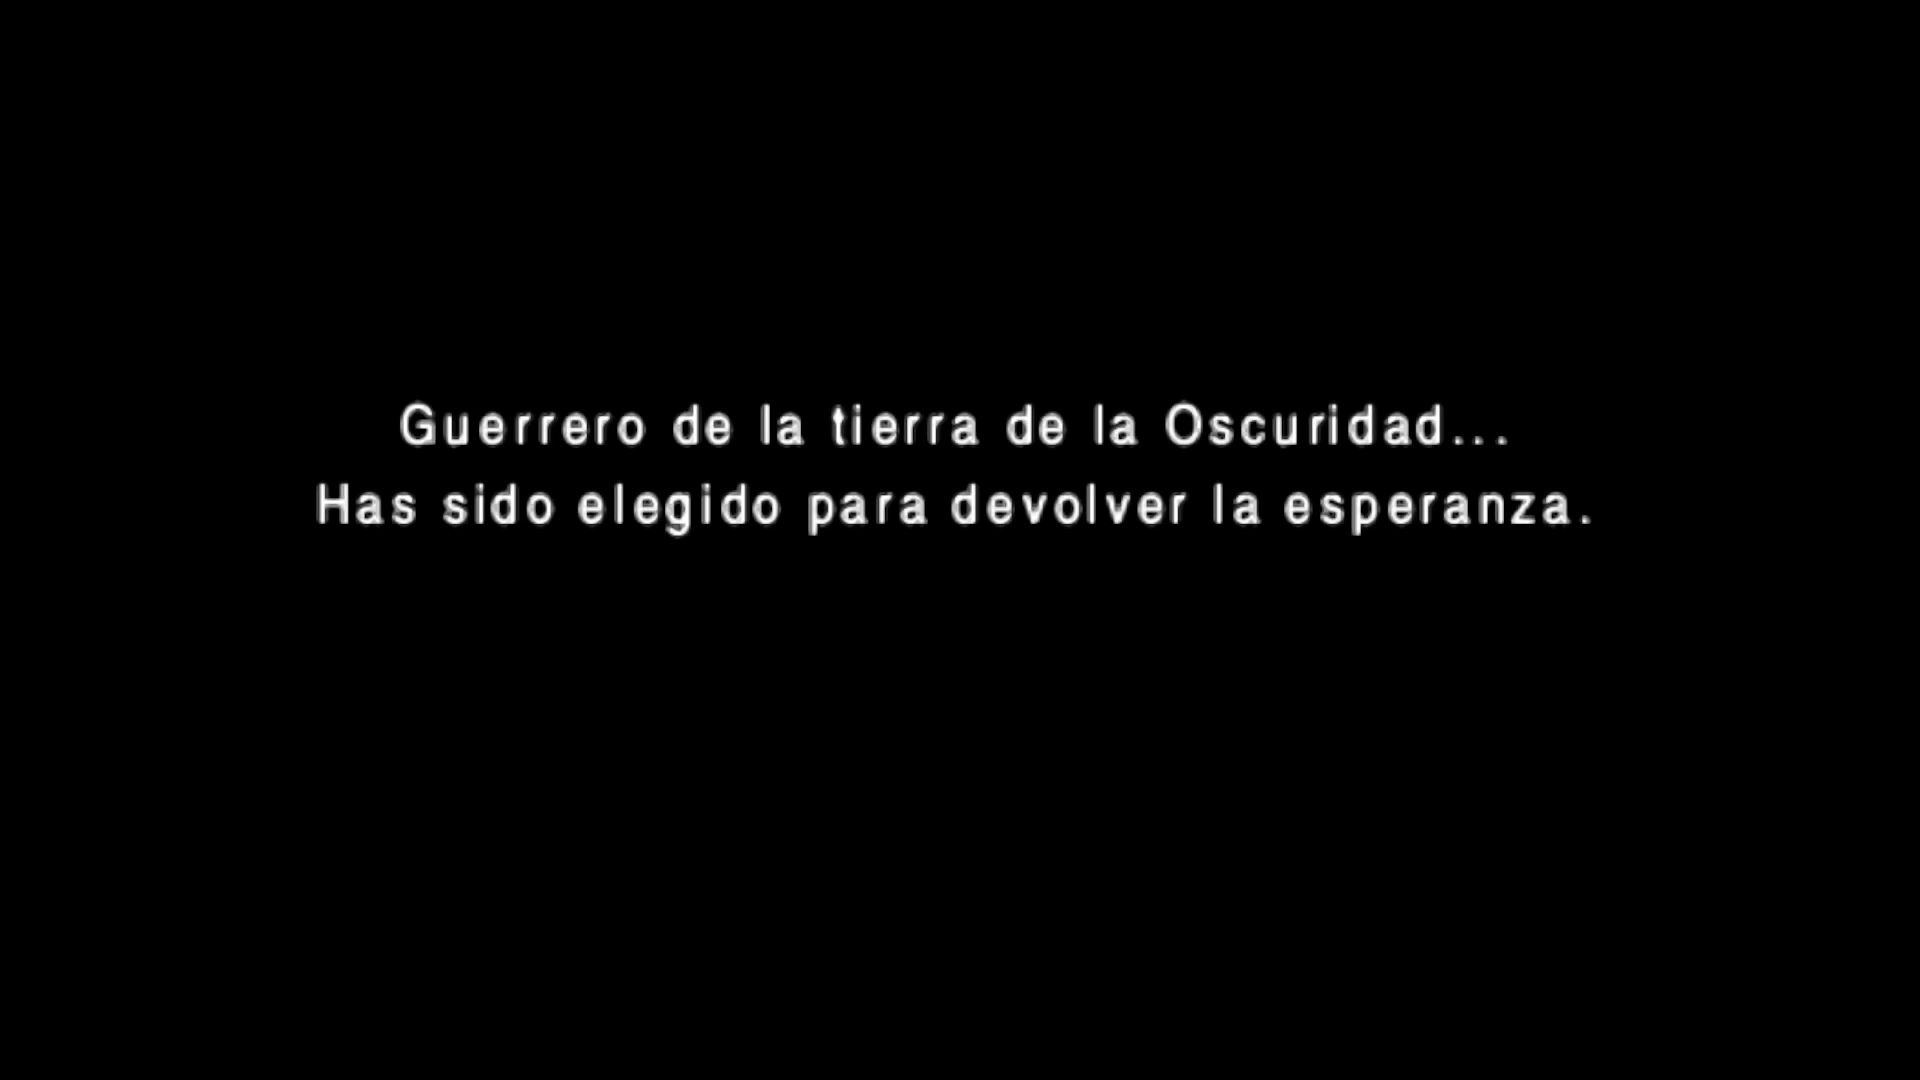 Guerrero de la tierra de la Oscuridad...
Has sido elegido para devolver la esperanza.